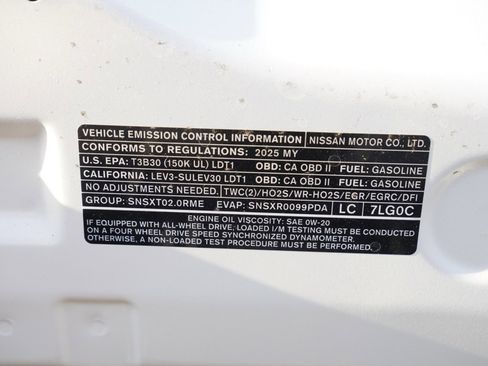 VEHICLE EMISSION CONTROL INFORMATION NISSAN MOTOR CO., LTD.
CONFORMS TO REGULATIONS: 2025 MY
U.S. EPA: T3B30 (150K UL) LDT1 OBD: CA OBD II FUEL: GASOLINE
CALIFORNIA: LEV3-SULEV30 LDT1 OBD: CA OBD II FUEL: GASOLINE
NO ADJUSTMENTS NEEDED. TWC(2)/HO2S/WR-HO2S/EGR/EGRC/DFI
GROUP: SNSXT02.0RME EVAP: SNSXR0099PDA LC 7LG0C
ENGINE OIL VISCOSITY: SAE 0W-20
IF EQUIPPED WITH ALL-WHEEL DRIVE, LOADED I/M TESTING MUST BE CONDUCTED
ON A FOUR WHEEL DRIVE SPEED SYNCHRONIZED DYNAMOMETER.
OTHERWISE, A NON-LOADED TEST PROCEDURE MUST BE PERFORMED.